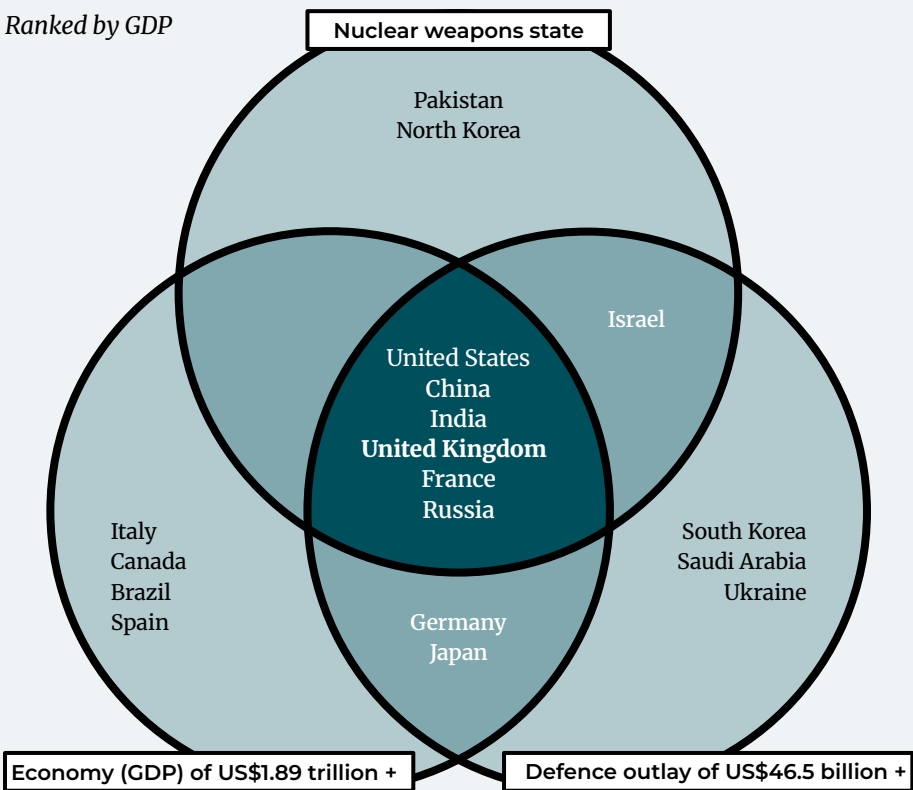 Ranked by GDP
Nuclear weapons state
Pakistan
North Korea
Israel
United States
China
India
United Kingdom
France
Russia
Italy
Canada
Brazil
Spain
South Korea
Saudi Arabia
Ukraine
Germany
Japan
Economy (GDP) of US$1.89 trillion +
Defence outlay of US$46.5 billion +